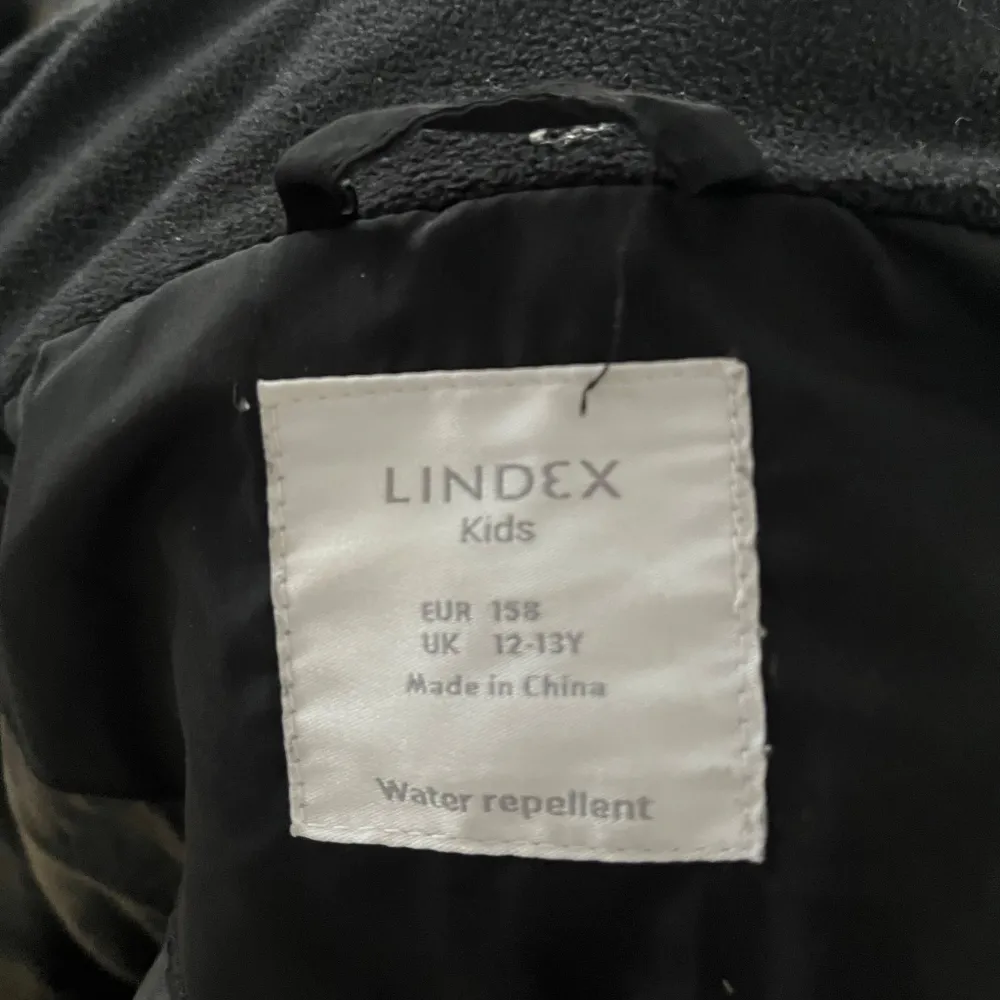 LINDEX
Kids
EUR 158
UK 12-13Y
Made in China
Water repellent